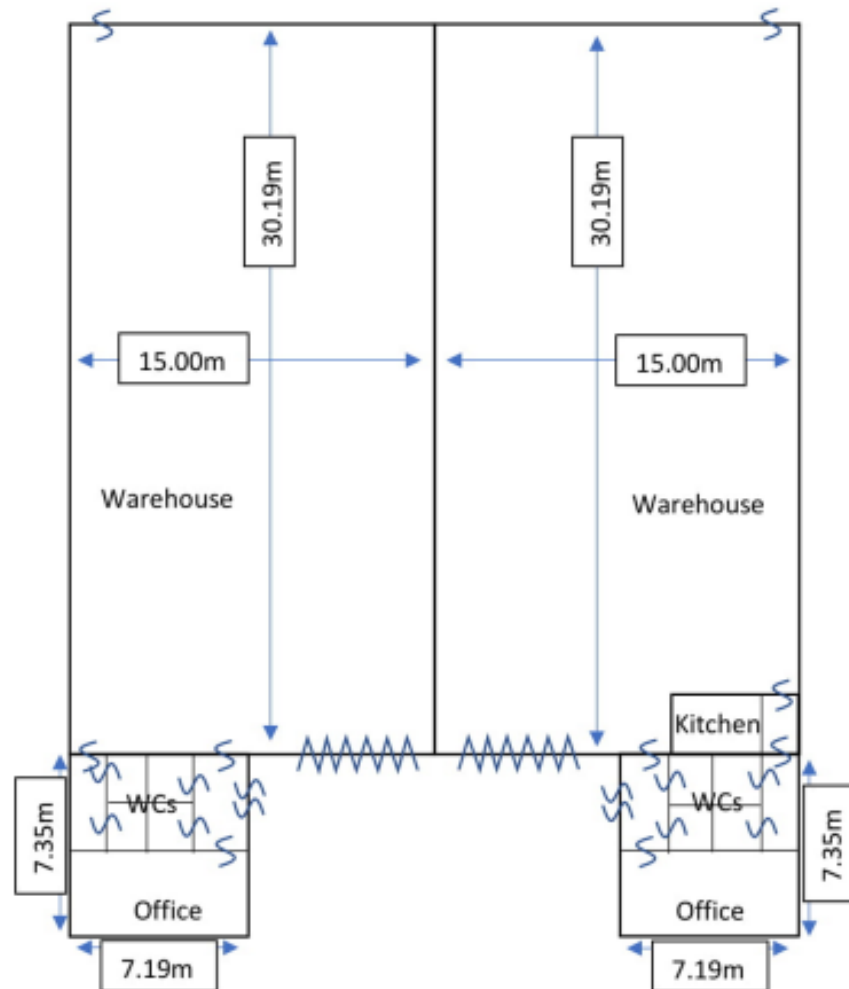 30.19m
30.19m
15.00m
15.00m
Warehouse
Warehouse
Kitchen
WCs
WCs
7.35m
7.35m
Office
Office
7.19m
7.19m